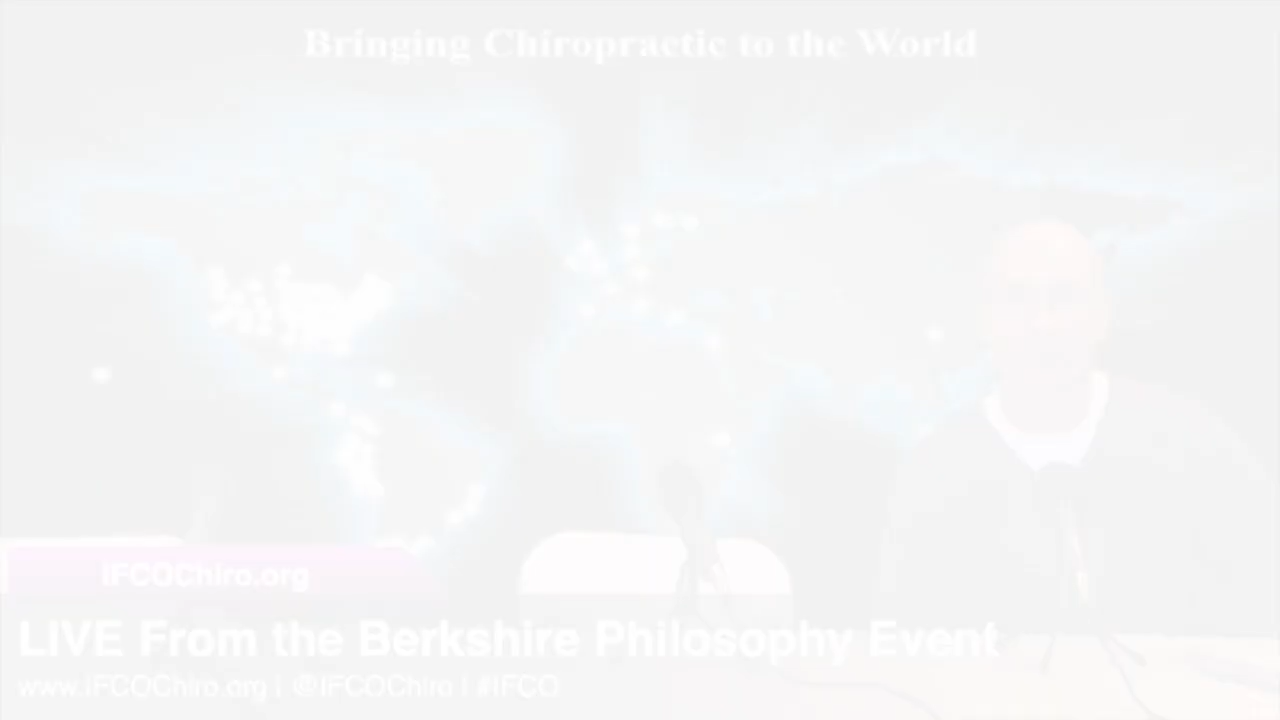 Bringing Chiropractic to the World
IFCOChiro.org
LIVE From the Berkshire Philosophy Event
www.IFCOChiro.org | @IFCOChiro | #IFCO